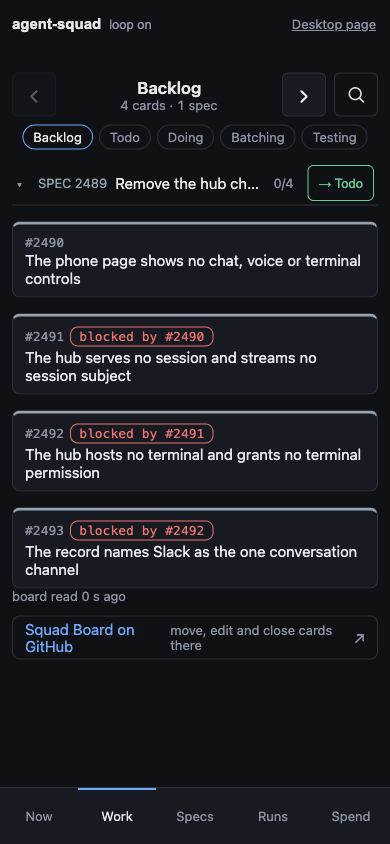 agent-squad loop on Desktop page
Backlog
4 cards · 1 spec
Backlog Todo Doing Batching Testing
SPEC 2489 Remove the hub ch... 0/4 → Todo
#2490
The phone page shows no chat, voice or terminal
controls
#2491 blocked by #2490
The hub serves no session and streams no
session subject
#2492 blocked by #2491
The hub hosts no terminal and grants no terminal
permission
#2493 blocked by #2492
The record names Slack as the one conversation
channel
board read 0 s ago
Squad Board on
GitHub
move, edit and close cards
there
Now Work Specs Runs Spend